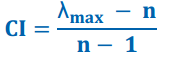 CI = (λmax − n) / (n − 1)